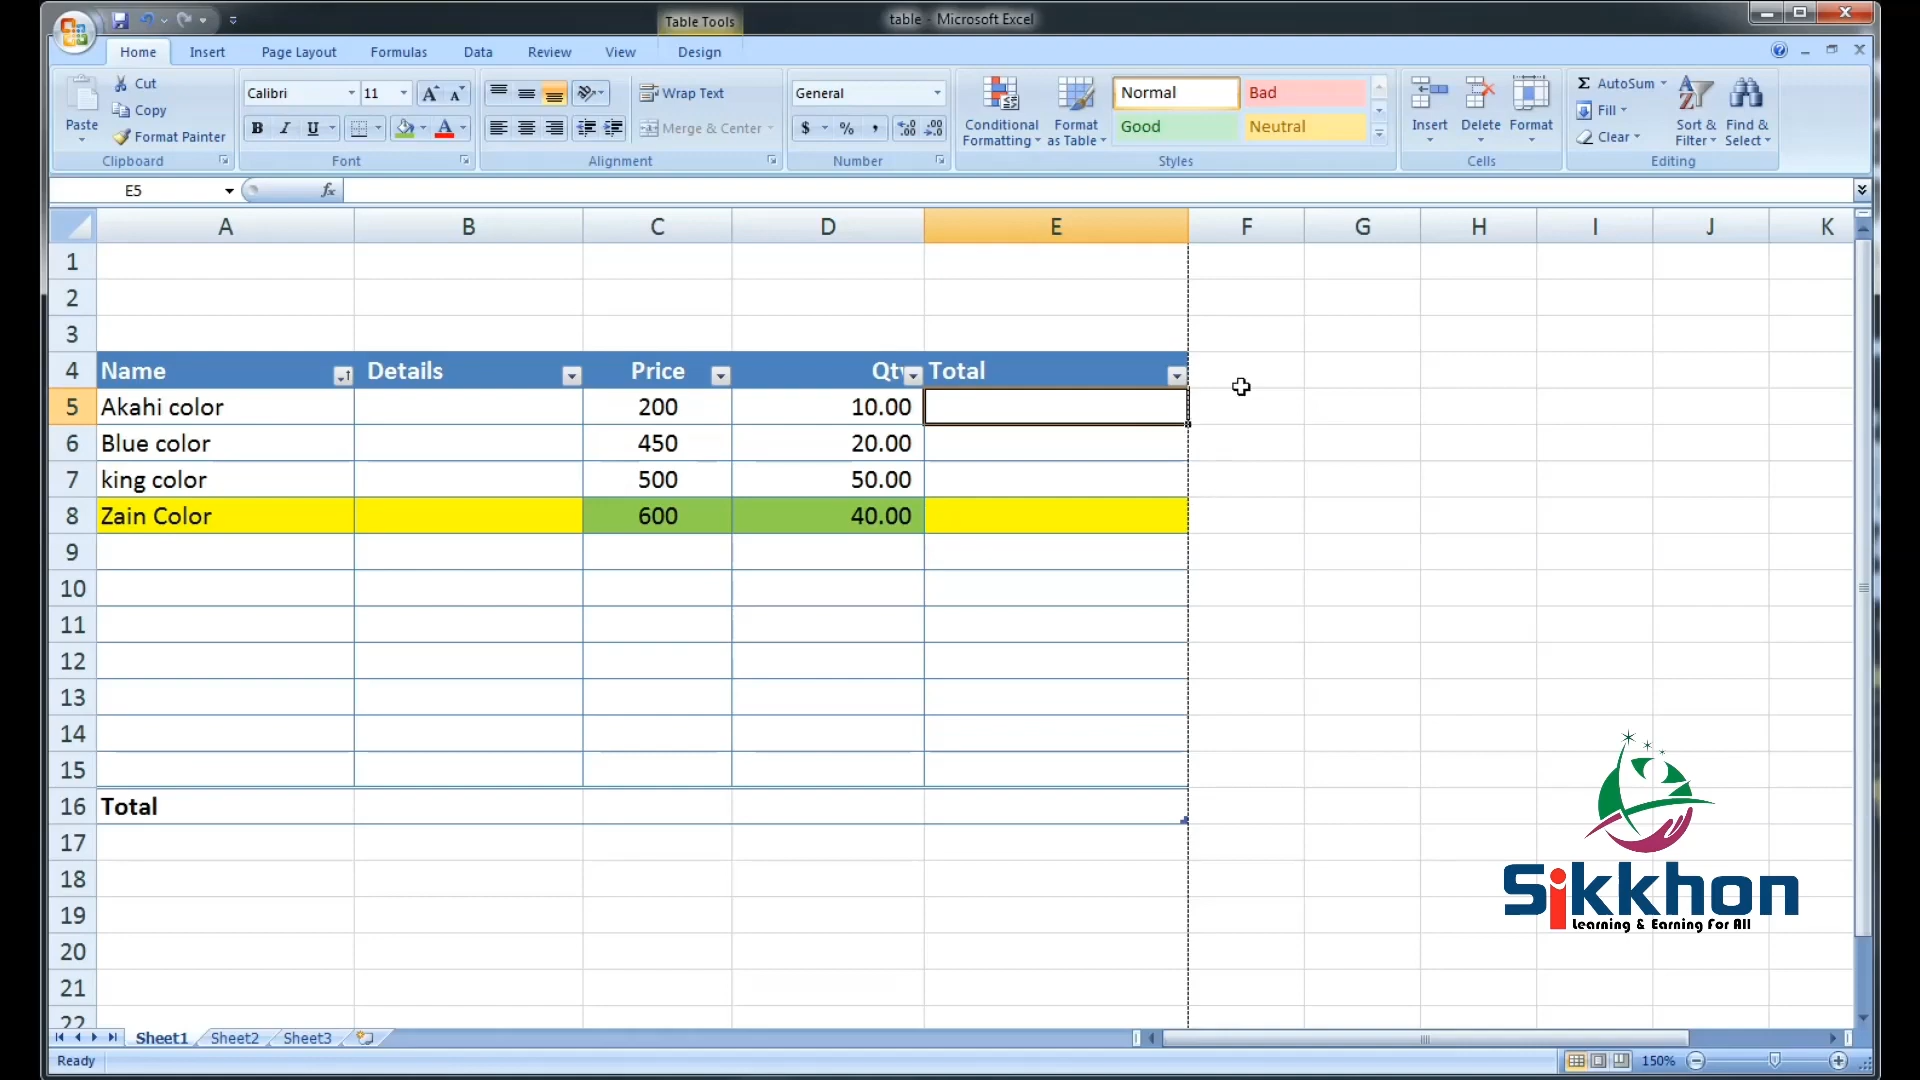 Table Tools
table - Microsoft Excel
Home Insert Page Layout Formulas Data Review View Design
Paste
Cut
Copy
Format Painter
Clipboard
Calibri 11
B I U A
Font
Wrap Text
Merge & Center
Alignment
General
$ % ,
Number
Conditional Formatting
Format as Table
Normal Bad
Good Neutral
Styles
Insert Delete Format
Cells
Σ AutoSum
Fill
Clear
Sort & Filter
Find & Select
Editing
E5 fx
A B C D E F G H I J K
1
2
3
4 Name Details Price Qty Total
5 Akahi color 200 10.00
6 Blue color 450 20.00
7 king color 500 50.00
8 Zain Color 600 40.00
9
10
11
12
13
14
15
16 Total
17
18
19
20
21
22
Sikkhon
Learning & Earning For All
Sheet1 Sheet2 Sheet3
Ready 150%